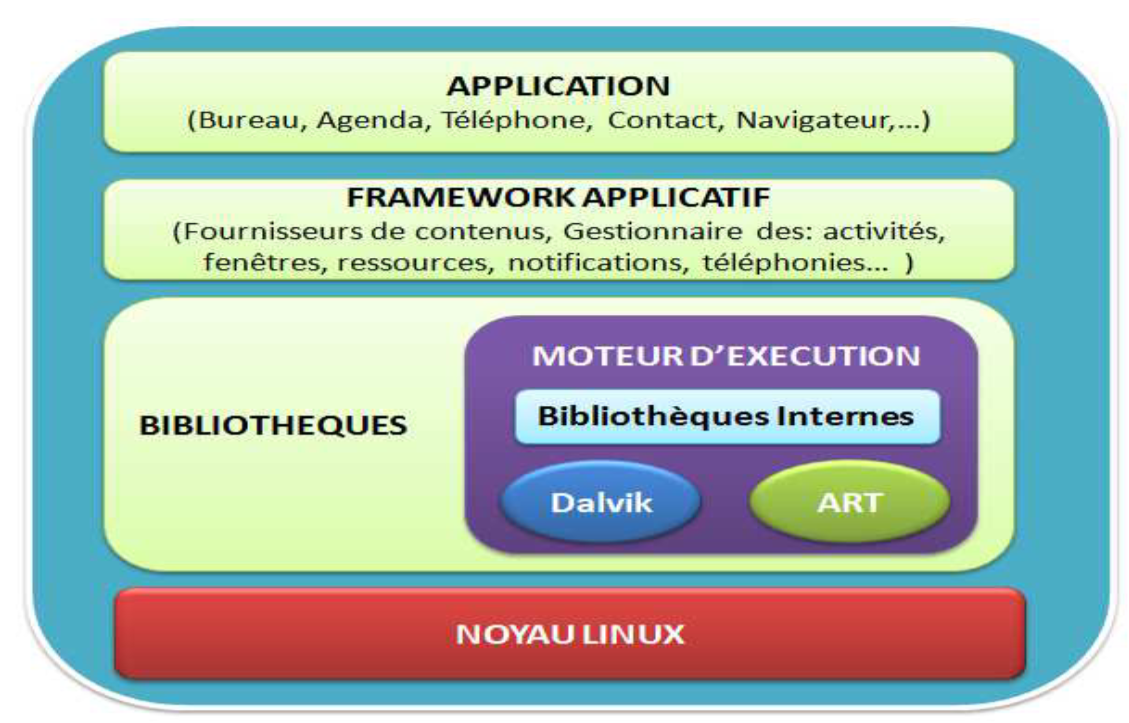 APPLICATION
(Bureau, Agenda, Téléphone, Contact, Navigateur,...)
FRAMEWORK APPLICATIF
(Fournisseurs de contenus, Gestionnaire des: activités,
fenêtres, ressources, notifications, téléphonies... )
BIBLIOTHEQUES
MOTEUR D'EXECUTION
Bibliothèques Internes
Dalvik
ART
NOYAU LINUX